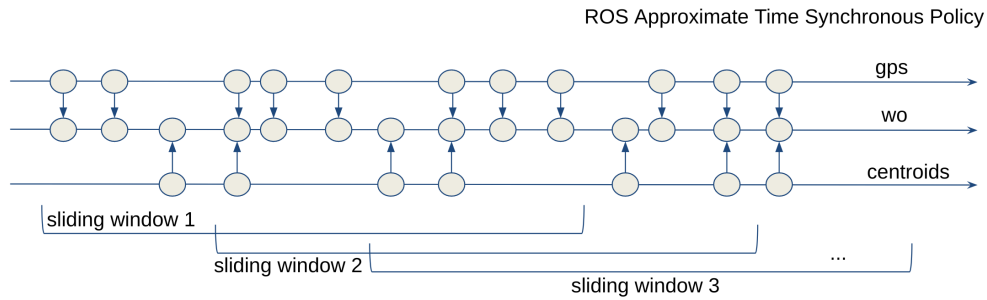 ROS Approximate Time Synchronous Policy
gps
wo
centroids
sliding window 1
sliding window 2
...
sliding window 3